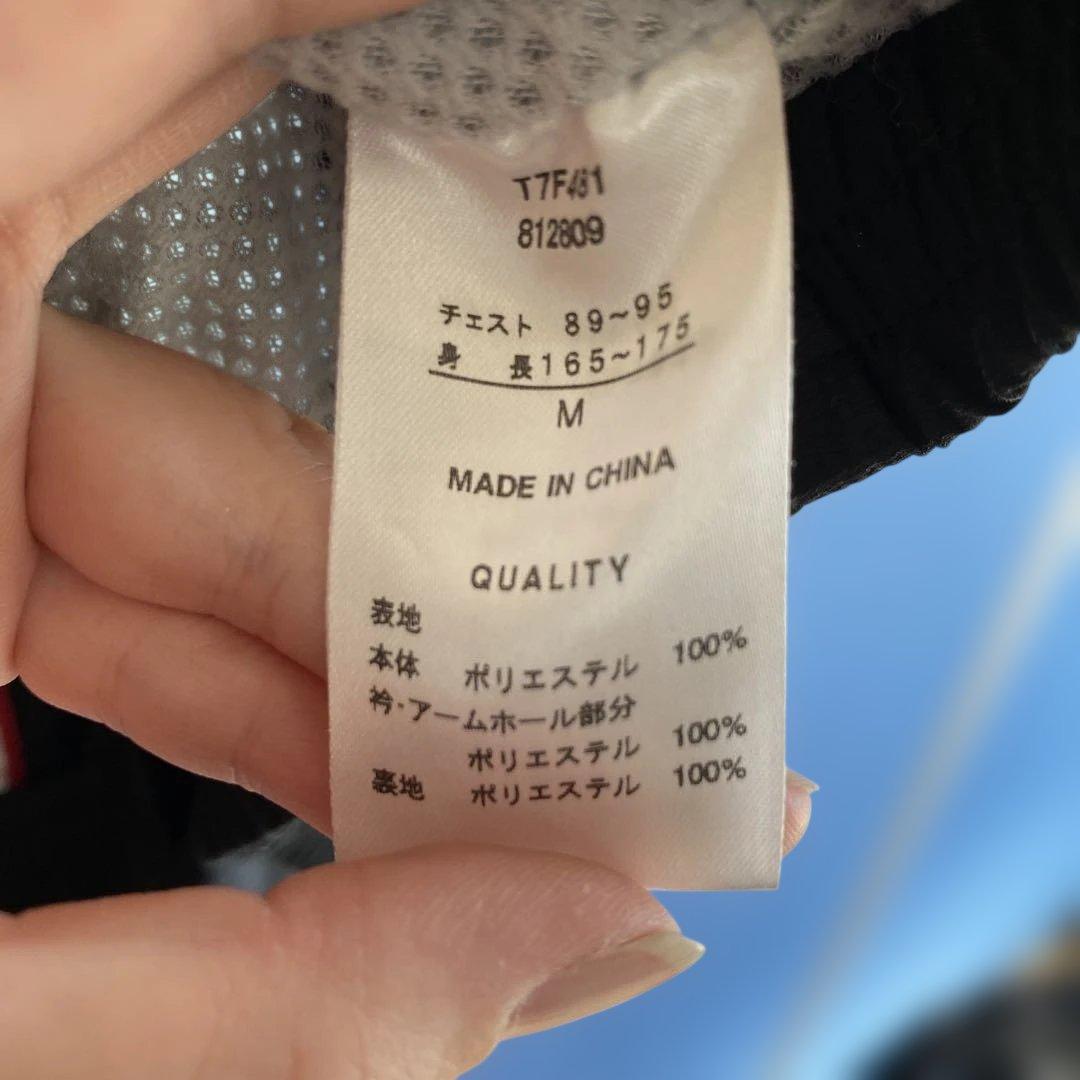 T7F461
812809
チェスト 89~95
身 長165~175
M
MADE IN CHINA
QUALITY
表地
本体 ポリエステル 100%
衿·アームホール部分
ポリエステル 100%
裏地 ポリエステル 100%